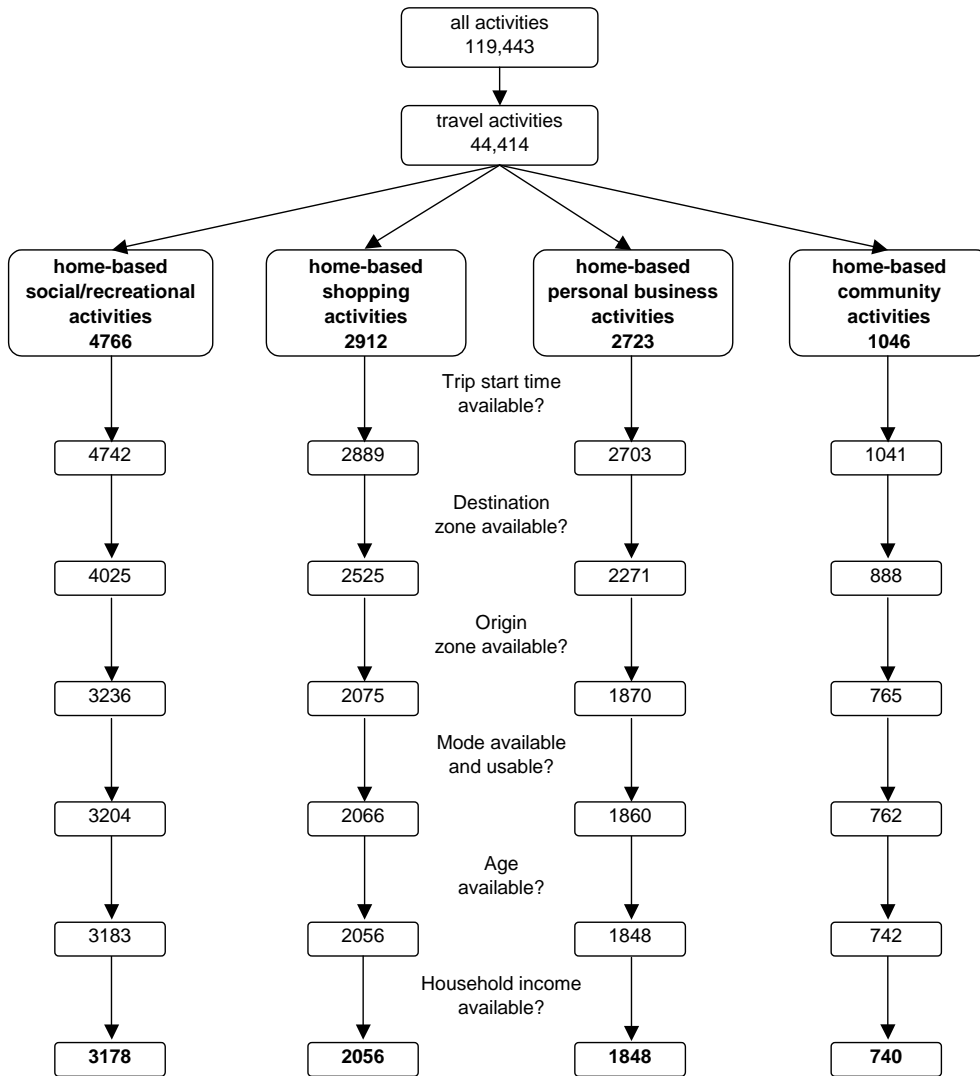 all activities
119,443
travel activities
44,414
home-based
social/recreational
activities
4766
home-based
shopping
activities
2912
home-based
personal business
activities
2723
home-based
community
activities
1046
Trip start time
available?
4742
2889
2703
1041
Destination
zone available?
4025
2525
2271
888
Origin
zone available?
3236
2075
1870
765
Mode available
and usable?
3204
2066
1860
762
Age
available?
3183
2056
1848
742
Household income
available?
3178
2056
1848
740